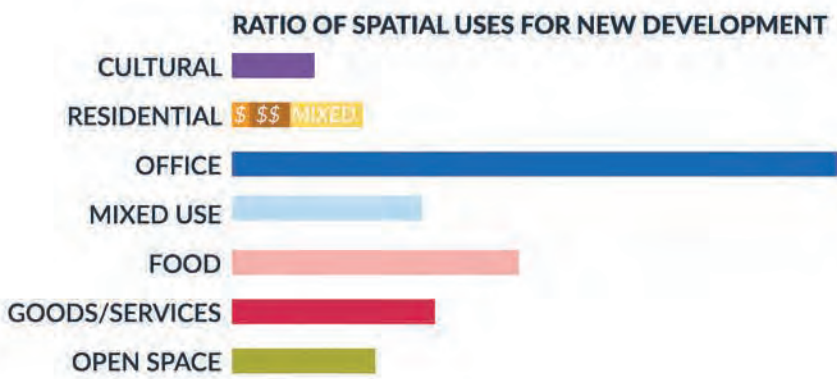 RATIO OF SPATIAL USES FOR NEW DEVELOPMENT
CULTURAL
RESIDENTIAL $ $$ MIXED
OFFICE
MIXED USE
FOOD
GOODS/SERVICES
OPEN SPACE